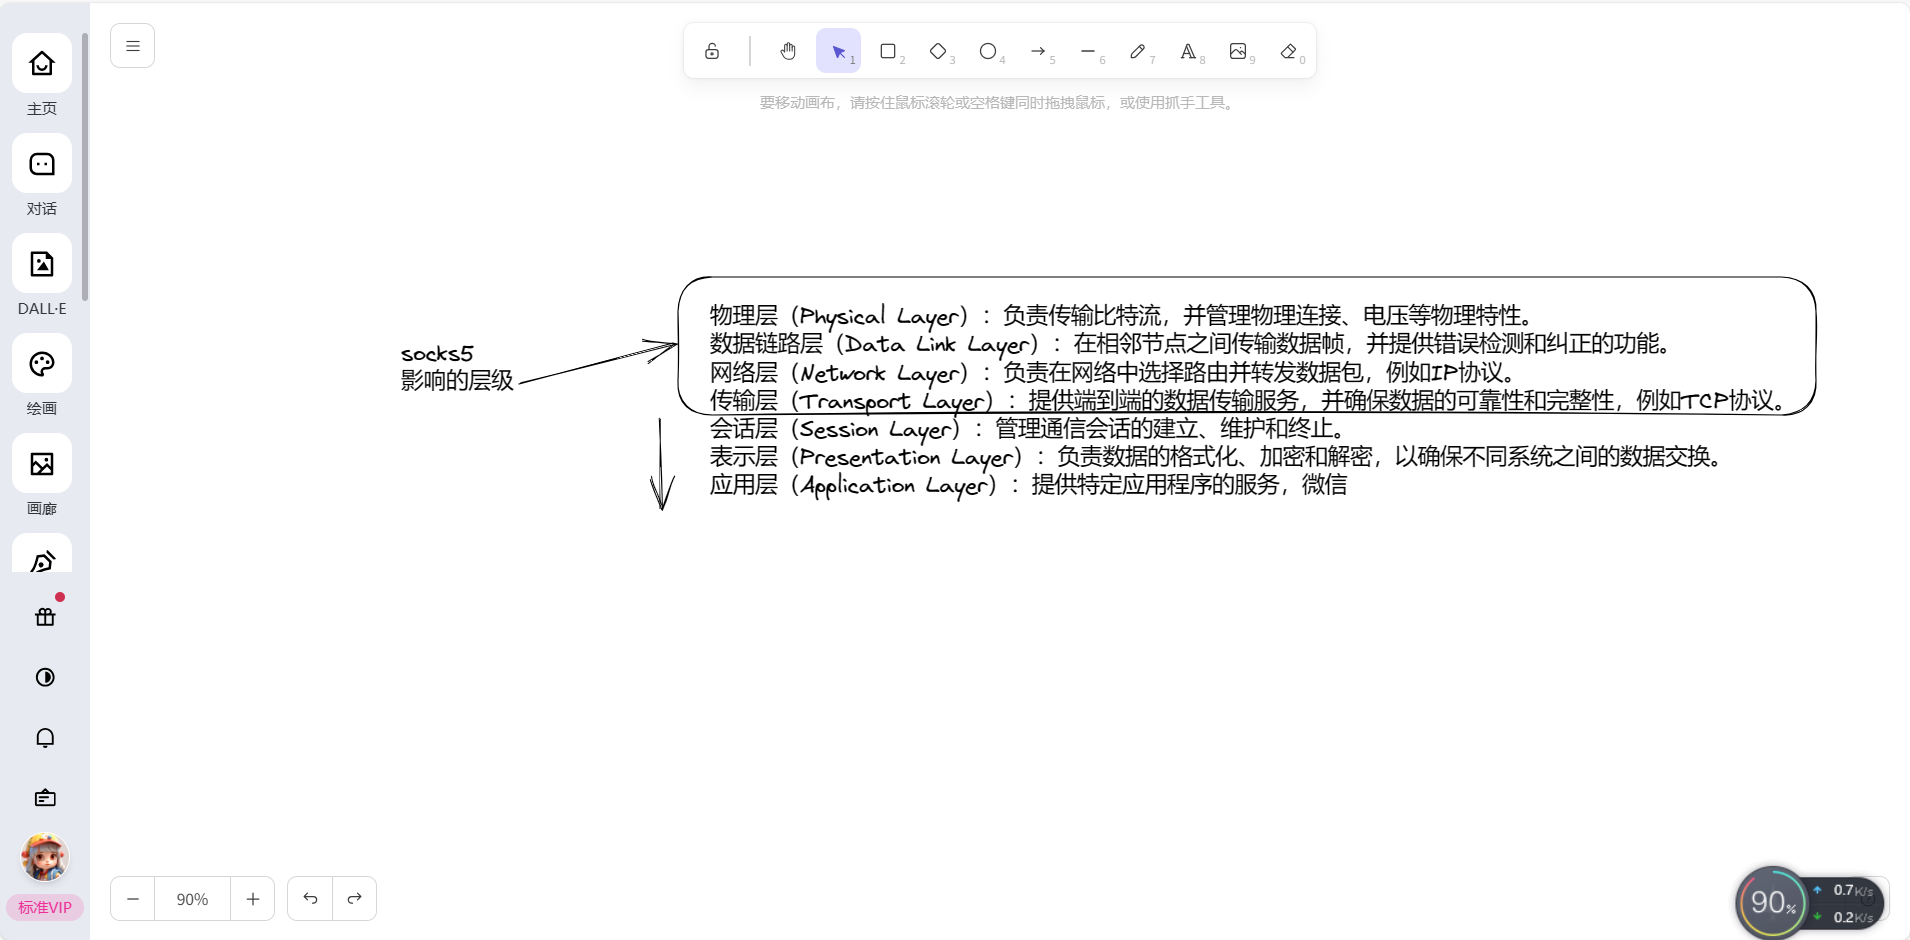 主页
对话
DALL·E
绘画
画廊
标准VIP
1
2
3
4
5
6
7
8
9
0
要移动画布，请按住鼠标滚轮或空格键同时拖拽鼠标，或使用抓手工具。
socks5
影响的层级
物理层（Physical Layer）：负责传输比特流，并管理物理连接、电压等物理特性。
数据链路层（Data Link Layer）：在相邻节点之间传输数据帧，并提供错误检测和纠正的功能。
网络层（Network Layer）：负责在网络中选择路由并转发数据包，例如IP协议。
传输层（Transport Layer）：提供端到端的数据传输服务，并确保数据的可靠性和完整性，例如TCP协议。
会话层（Session Layer）：管理通信会话的建立、维护和终止。
表示层（Presentation Layer）：负责数据的格式化、加密和解密，以确保不同系统之间的数据交换。
应用层（Application Layer）：提供特定应用程序的服务，微信
90%
90%
0.7K/s
0.2K/s